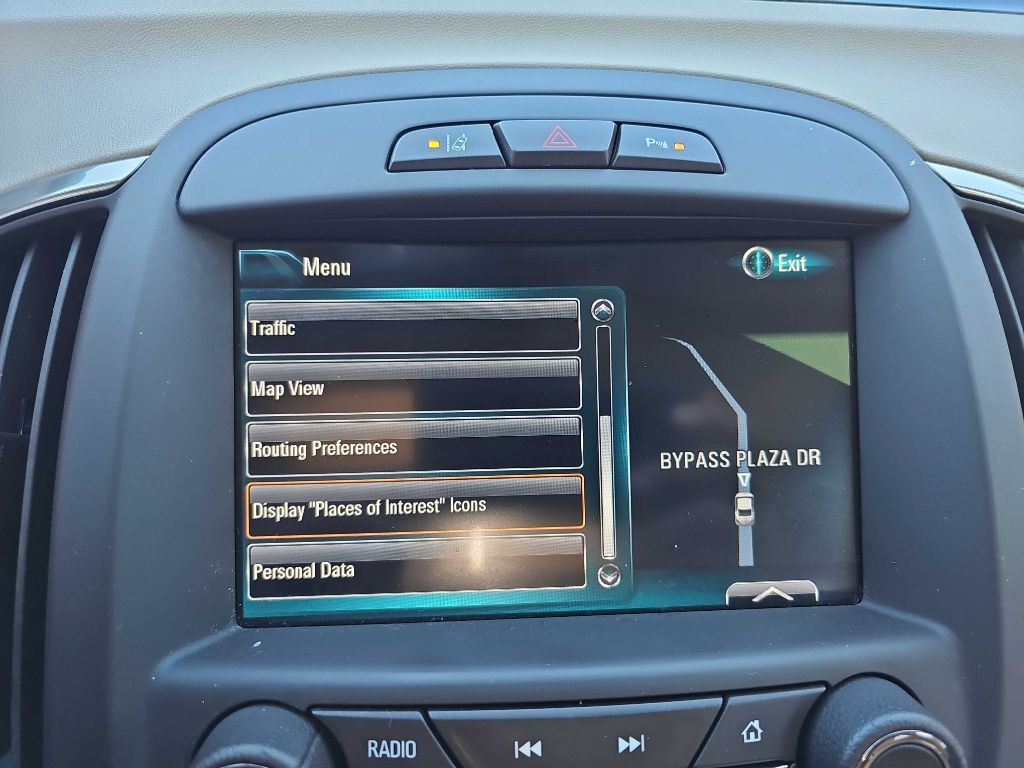 P
Menu
Exit
Traffic
Map View
Routing Preferences
Display "Places of Interest" Icons
Personal Data
BYPASS PLAZA DR
RADIO